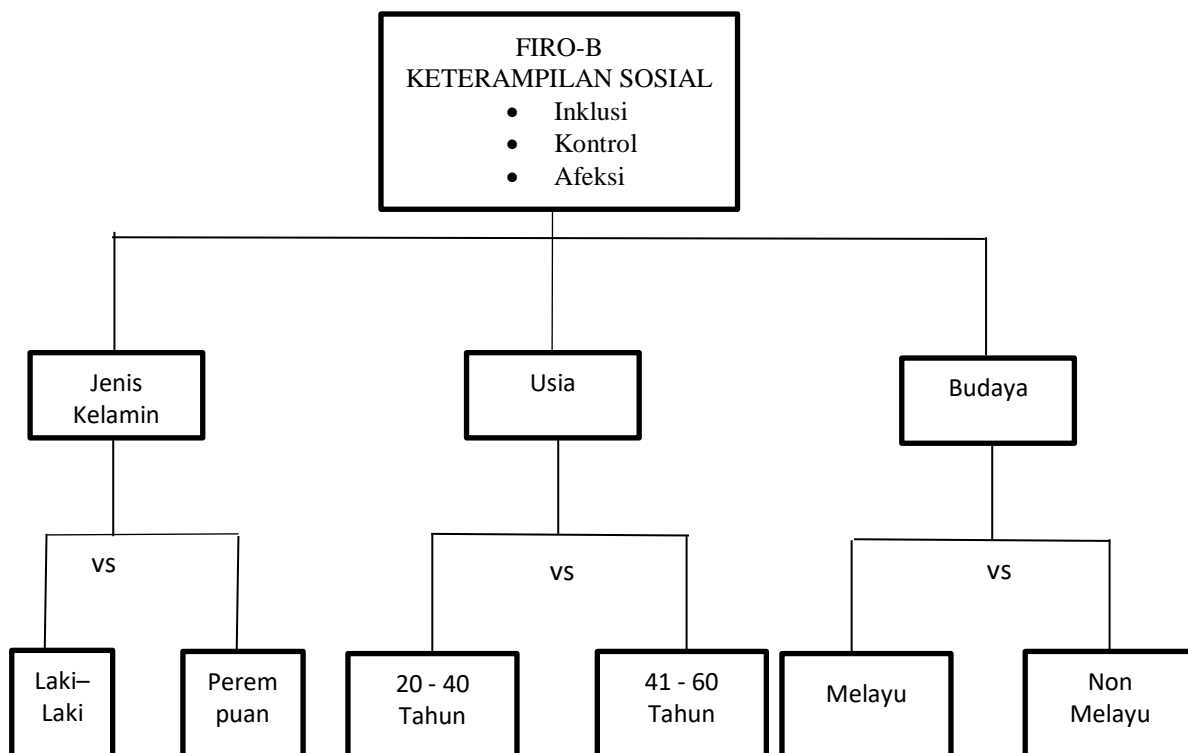 FIRO-B
KETERAMPILAN SOSIAL
• Inklusi
• Kontrol
• Afeksi
Jenis
Kelamin
Usia
Budaya
vs
vs
vs
Laki–
Laki
Perem
puan
20 - 40
Tahun
41 - 60
Tahun
Melayu
Non
Melayu